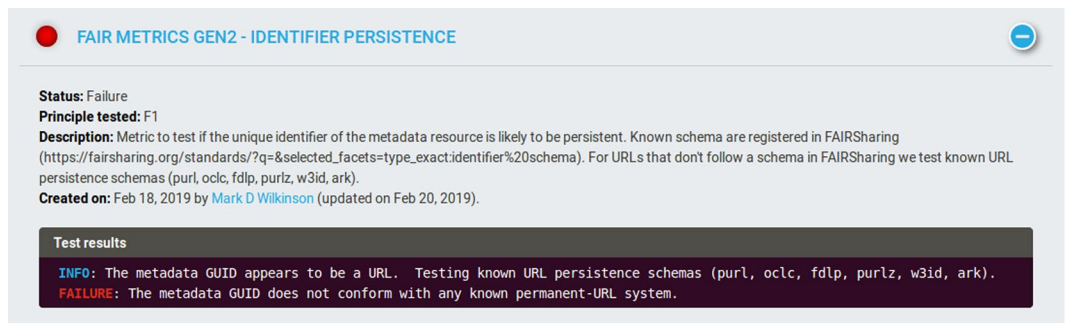 FAIR METRICS GEN2 - IDENTIFIER PERSISTENCE
Status: Failure
Principle tested: F1
Description: Metric to test if the unique identifier of the metadata resource is likely to be persistent. Known schema are registered in FAIRSharing
(https://fairsharing.org/standards/?q=&selected_facets=type_exact:identifier%20schema). For URLs that don't follow a schema in FAIRSharing we test known URL
persistence schemas (purl, oclc, fdlp, purlz, w3id, ark).
Created on: Feb 18, 2019 by Mark D Wilkinson (updated on Feb 20, 2019).
Test results
INFO: The metadata GUID appears to be a URL.  Testing known URL persistence schemas (purl, oclc, fdlp, purlz, w3id, ark).
FAILURE: The metadata GUID does not conform with any known permanent-URL system.